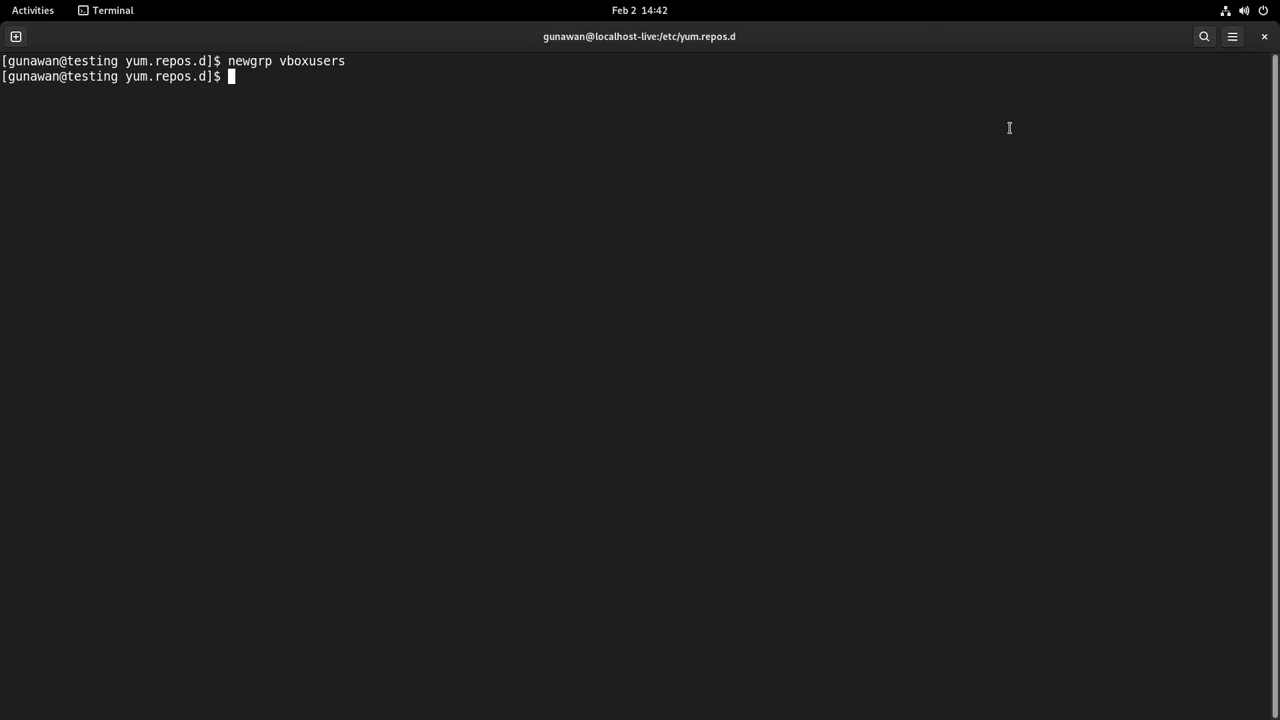 Activities Terminal Feb 2 14:42
gunawan@localhost-live:/etc/yum.repos.d
[gunawan@testing yum.repos.d]$ newgrp vboxusers
[gunawan@testing yum.repos.d]$